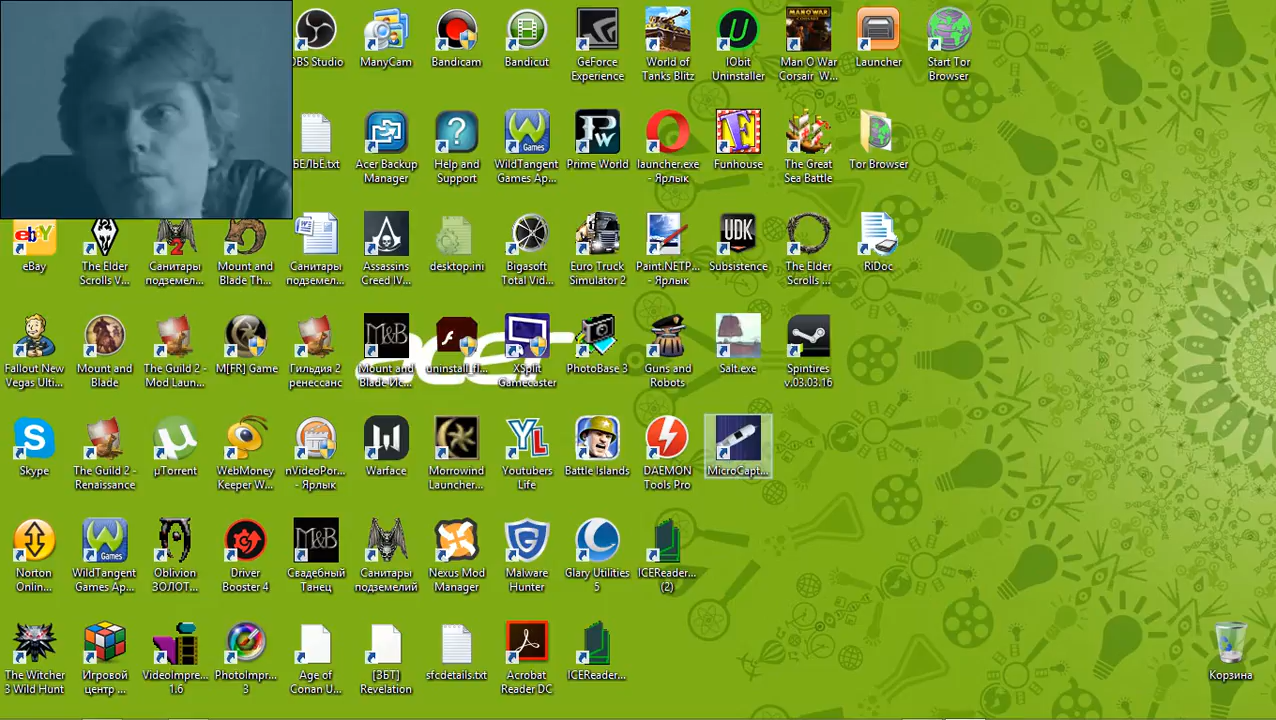 OBS Studio
ManyCam
Bandicam
Bandicut
GeForce
Experience
World of
Tanks Blitz
IObit
Uninstaller
Man O War
Corsair W...
Launcher
Start Tor
Browser
БЕЛЬЕ.txt
Acer Backup
Manager
Help and
Support
WildTangent
Games Ap...
Prime World
launcher.exe
- Ярлык
Funhouse
The Great
Sea Battle
Tor Browser
eBay
The Elder
Scrolls V...
Санитары
подземел...
Mount and
Blade Th...
Санитары
подземел...
Assassins
Creed IV...
desktop.ini
Bigasoft
Total Vid...
Euro Truck
Simulator 2
Paint.NETP...
- Ярлык
UDK
Subsistence
The Elder
Scrolls ...
RiDoc
Fallout New
Vegas Ulti...
Mount and
Blade
The Guild 2 -
Mod Laun...
M[FR] Game
Гильдия 2
ренессанс
M&B
Mount and
Blade Ис...
acer
uninstall_fl...
XSplit
Gamecaster
PhotoBase 3
Guns and
Robots
Salt.exe
Spintires
v.03.03.16
Skype
The Guild 2 -
Renaissance
µTorrent
WebMoney
Keeper W...
nVideoPor...
- Ярлык
Warface
Morrowind
Launcher...
YL
Youtubers
Life
Battle Islands
DAEMON
Tools Pro
MicroCapt...
Norton
Onlin...
Games
WildTangent
Games Ap...
Oblivion
ЗОЛОТ...
Driver
Booster 4
M&B
Свадебный
Танец
Санитары
подземелий
Nexus Mod
Manager
Malware
Hunter
Glary Utilities
5
ICEReader...
(2)
The Witcher
3 Wild Hunt
Игровой
центр ...
VideoImpre...
1.6
PhotoImpr...
3
Age of
Conan U...
[ЗБТ]
Revelation
sfcdetails.txt
Acrobat
Reader DC
ICEReader...
Корзина